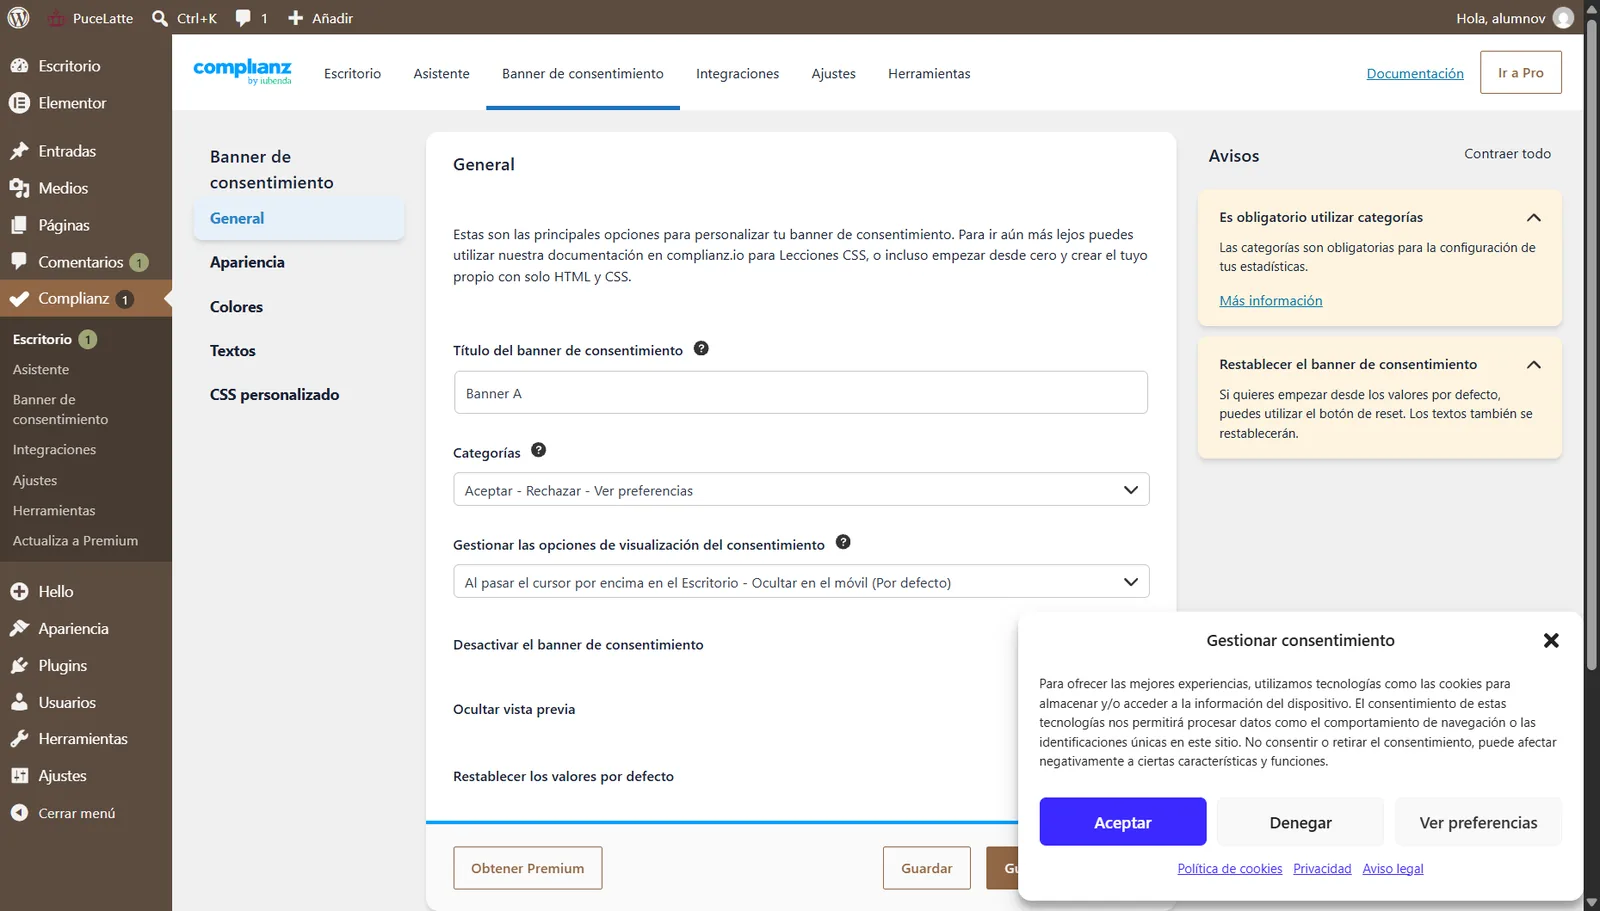 PucеLatte
Ctrl+K
1
Añadir
Hola, alumnov
Escritorio
Elementor
Entradas
Medios
Páginas
Comentarios 1
Complianz 1
Escritorio 1
Asistente
Banner de
consentimiento
Integraciones
Ajustes
Herramientas
Actualiza a Premium
Hello
Apariencia
Plugins
Usuarios
Herramientas
Ajustes
Cerrar menú
complianz
by iubenda
Escritorio
Asistente
Banner de consentimiento
Integraciones
Ajustes
Herramientas
Documentación
Ir a Pro
Banner de
consentimiento
General
Apariencia
Colores
Textos
CSS personalizado
General
Estas son las principales opciones para personalizar tu banner de consentimiento. Para ir aún más lejos puedes
utilizar nuestra documentación en complianz.io para Lecciones CSS, o incluso empezar desde cero y crear el tuyo
propio con solo HTML y CSS.
Título del banner de consentimiento ?
Banner A
Categorías ?
Aceptar - Rechazar - Ver preferencias
Gestionar las opciones de visualización del consentimiento ?
Al pasar el cursor por encima en el Escritorio - Ocultar en el móvil (Por defecto)
Desactivar el banner de consentimiento
Ocultar vista previa
Restablecer los valores por defecto
Obtener Premium
Guardar
Avisos
Contraer todo
Es obligatorio utilizar categorías
Las categorías son obligatorias para la configuración de
tus estadísticas.
Más información
Restablecer el banner de consentimiento
Si quieres empezar desde los valores por defecto,
puedes utilizar el botón de reset. Los textos también se
restablecerán.
Gestionar consentimiento
Para ofrecer las mejores experiencias, utilizamos tecnologías como las cookies para
almacenar y/o acceder a la información del dispositivo. El consentimiento de estas
tecnologías nos permitirá procesar datos como el comportamiento de navegación o las
identificaciones únicas en este sitio. No consentir o retirar el consentimiento, puede afectar
negativamente a ciertas características y funciones.
Aceptar
Denegar
Ver preferencias
Política de cookies
Privacidad
Aviso legal